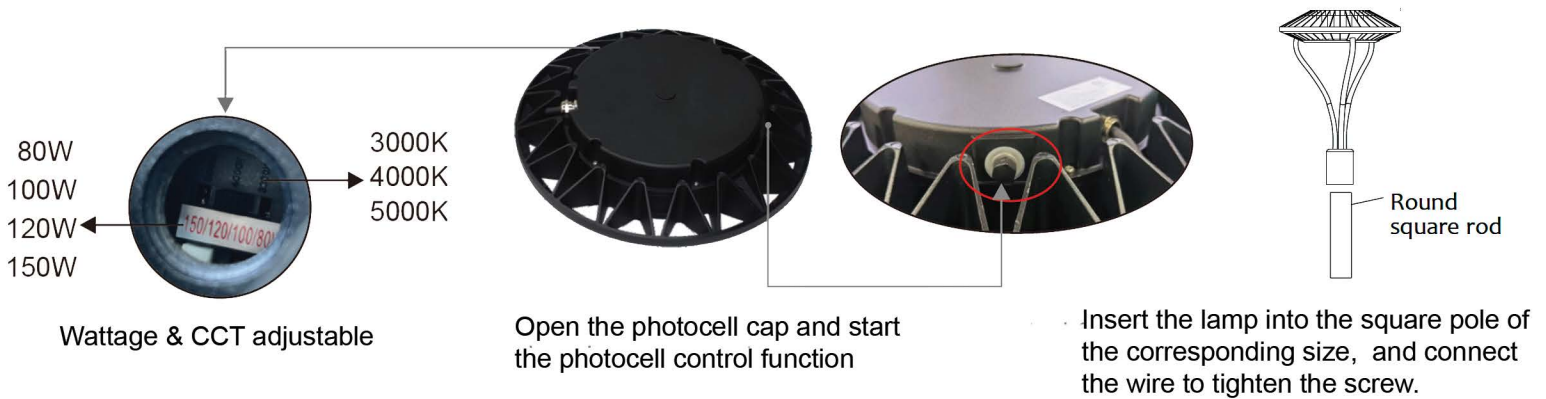 80W
100W
120W
150W
150/120/100/80
3000K
4000K
5000K
Wattage & CCT adjustable
Open the photocell cap and start
the photocell control function
Round
square rod
Insert the lamp into the square pole of
the corresponding size, and connect
the wire to tighten the screw.